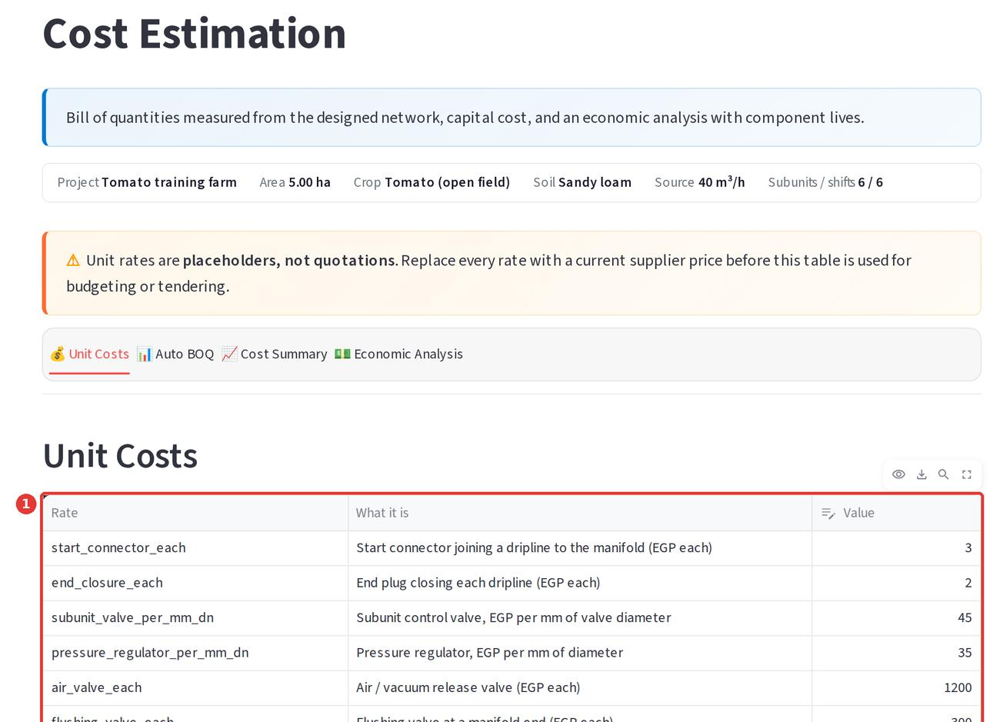 Cost Estimation
Bill of quantities measured from the designed network, capital cost, and an economic analysis with component lives.
Project Tomato training farm Area 5.00 ha Crop Tomato (open field) Soil Sandy loam Source 40 m³/h Subunits / shifts 6 / 6
⚠ Unit rates are placeholders, not quotations. Replace every rate with a current supplier price before this table is used for
budgeting or tendering.
💰 Unit Costs 📊 Auto BOQ 📈 Cost Summary 💵 Economic Analysis
Unit Costs
1
Rate What it is Value
start_connector_each Start connector joining a dripline to the manifold (EGP each) 3
end_closure_each End plug closing each dripline (EGP each) 2
subunit_valve_per_mm_dn Subunit control valve, EGP per mm of valve diameter 45
pressure_regulator_per_mm_dn Pressure regulator, EGP per mm of diameter 35
air_valve_each Air / vacuum release valve (EGP each) 1200
flushing_valve_each Flushing valve at a manifold end (EGP each) 300